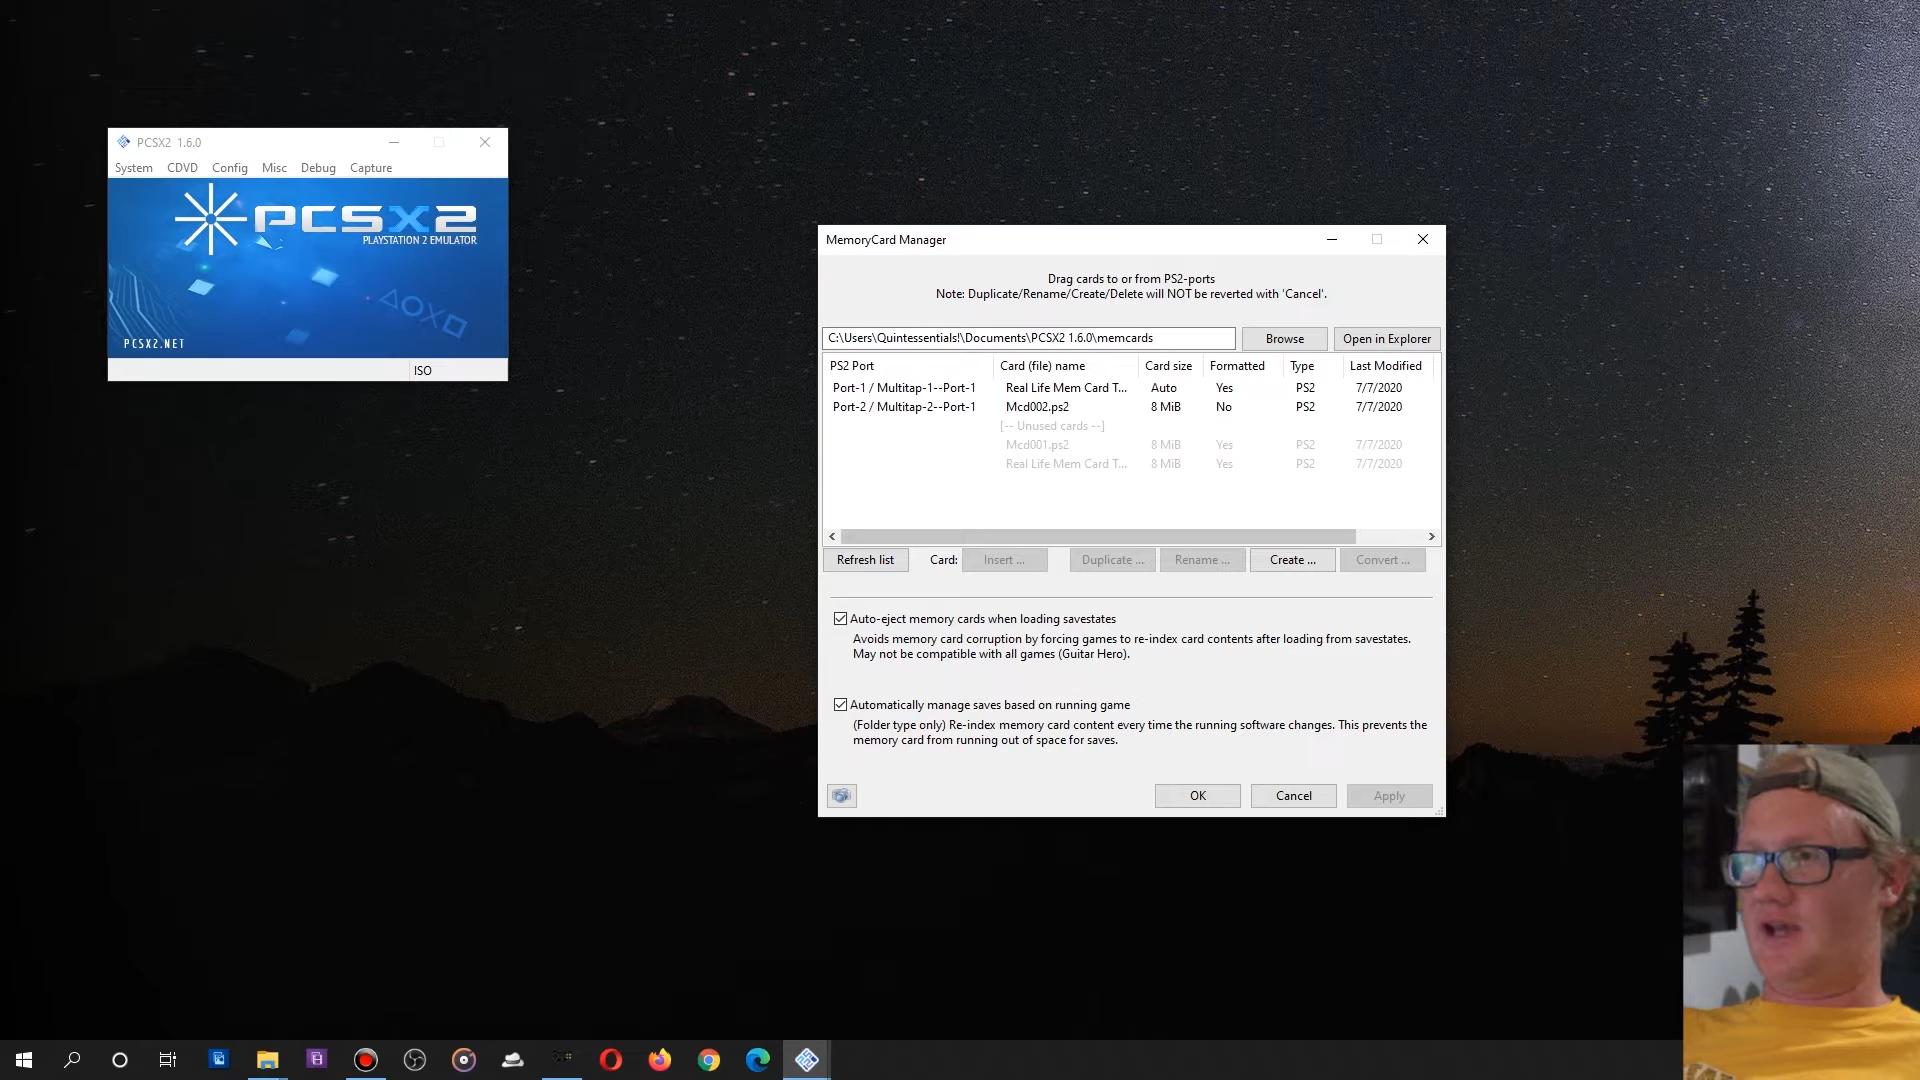 PCSX2 1.6.0
System CDVD Config Misc Debug Capture
PCSX2
PLAYSTATION 2 EMULATOR
PCSX2.NET
ISO
MemoryCard Manager
Drag cards to or from PS2-ports
Note: Duplicate/Rename/Create/Delete will NOT be reverted with 'Cancel'.
C:\Users\Quintessentials!\Documents\PCSX2 1.6.0\memcards Browse Open in Explorer
PS2 Port Card (file) name Card size Formatted Type Last Modified
Port-1 / Multitap-1--Port-1 Real Life Mem Card T... Auto Yes PS2 7/7/2020
Port-2 / Multitap-2--Port-1 Mcd002.ps2 8 MiB No PS2 7/7/2020
[-- Unused cards --]
Mcd001.ps2 8 MiB Yes PS2 7/7/2020
Real Life Mem Card T... 8 MiB Yes PS2 7/7/2020
Refresh list Card: Insert ... Duplicate ... Rename ... Create ... Convert ...
Auto-eject memory cards when loading savestates
Avoids memory card corruption by forcing games to re-index card contents after loading from savestates.
May not be compatible with all games (Guitar Hero).
Automatically manage saves based on running game
(Folder type only) Re-index memory card content every time the running software changes. This prevents the
memory card from running out of space for saves.
OK Cancel Apply